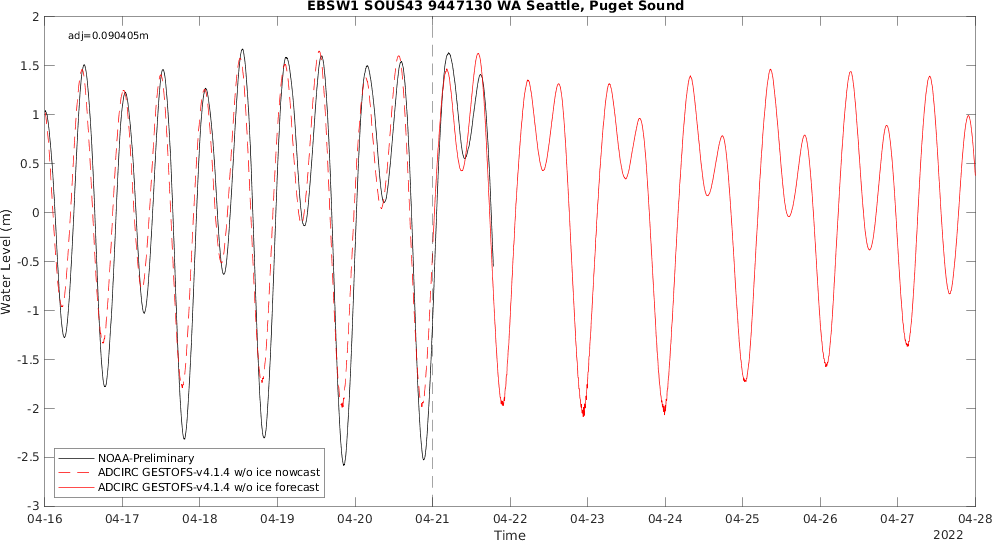 EBSW1 SOUS43 9447130 WA Seattle, Puget Sound
adj=0.090405m
2
1.5
1
0.5
0
-0.5
-1
-1.5
-2
-2.5
-3
Water Level (m)
NOAA-Preliminary
ADCIRC GESTOFS-v4.1.4 w/o ice nowcast
ADCIRC GESTOFS-v4.1.4 w/o ice forecast
04-16 04-17 04-18 04-19 04-20 04-21 04-22 04-23 04-24 04-25 04-26 04-27 04-28
Time
2022